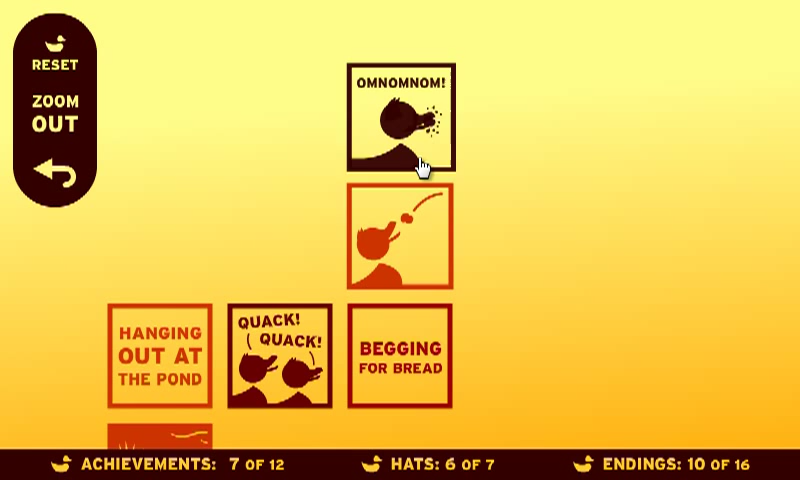 RESET
ZOOM
OUT
OMNOMNOM!
HANGING
OUT AT
THE POND
QUACK!
QUACK!
BEGGING
FOR BREAD
ACHIEVEMENTS: 7 OF 12
HATS: 6 OF 7
ENDINGS: 10 OF 16